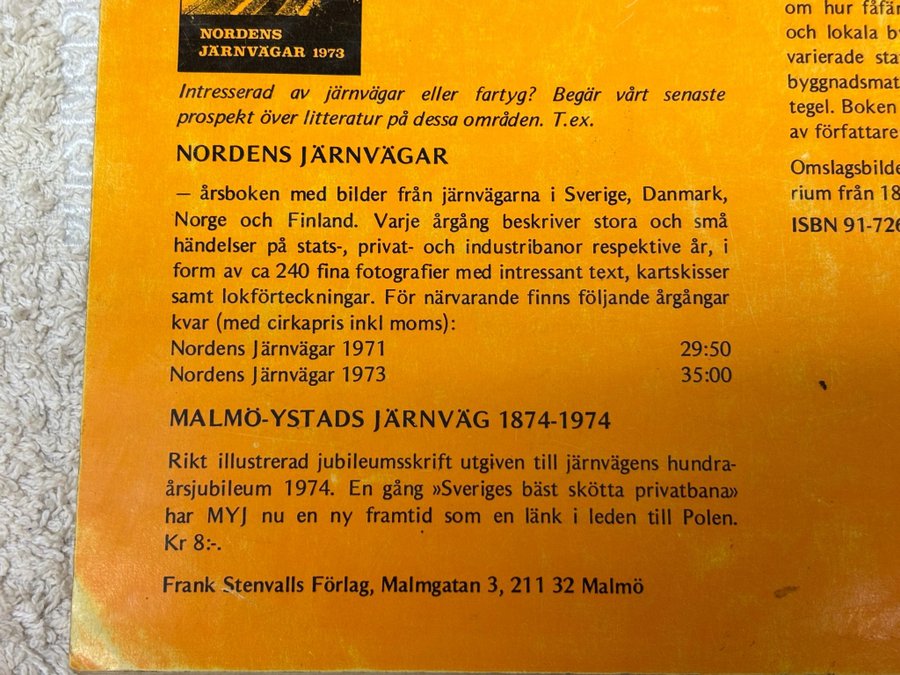 NORDENS
JÄRNVÄGAR 1973
Intresserad av järnvägar eller fartyg? Begär vårt senaste
prospekt över litteratur på dessa områden. T.ex.
NORDENS JÄRNVÄGAR
— årsboken med bilder från järnvägarna i Sverige, Danmark,
Norge och Finland. Varje årgång beskriver stora och små
händelser på stats-, privat- och industribanor respektive år, i
form av ca 240 fina fotografier med intressant text, kartskisser
samt lokförteckningar. För närvarande finns följande årgångar
kvar (med cirkapris inkl moms):
Nordens Järnvägar 1971 29:50
Nordens Järnvägar 1973 35:00
MALMÖ-YSTADS JÄRNVÄG 1874-1974
Rikt illustrerad jubileumsskrift utgiven till järnvägens hundra-
årsjubileum 1974. En gång »Sveriges bäst skötta privatbana»
har MYJ nu en ny framtid som en länk i leden till Polen.
Kr 8:-.
Frank Stenvalls Förlag, Malmgatan 3, 211 32 Malmö
om hur
och lokala
varierade
tegel. Boken
av författare
rium från 18
ISBN 91-726